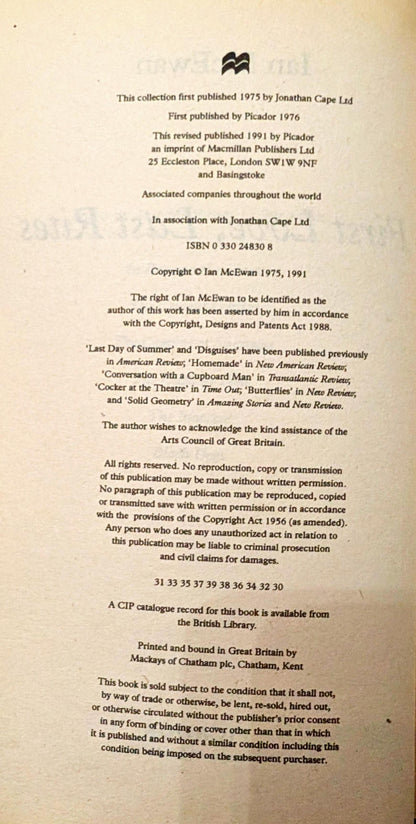 This collection first published 1975 by Jonathan Cape Ltd
First published by Picador 1976
This revised published 1991 by Picador
an imprint of Macmillan Publishers Ltd
25 Eccleston Place, London SW1W 9NF
and Basingstoke
Associated companies throughout the world
In association with Jonathan Cape Ltd
ISBN 0 330 24830 8
Copyright © Ian McEwan 1975, 1991
The right of Ian McEwan to be identified as the
author of this work has been asserted by him in accordance
with the Copyright, Designs and Patents Act 1988.
'Last Day of Summer' and 'Disguises' have been published previously
in American Review; 'Homemade' in New American Review;
'Conversation with a Cupboard Man' in Transatlantic Review;
'Cocker at the Theatre' in Time Out; 'Butterflies' in New Review;
and 'Solid Geometry' in Amazing Stories and New Review.
The author wishes to acknowledge the kind assistance of the
Arts Council of Great Britain.
All rights reserved. No reproduction, copy or transmission
of this publication may be made without written permission.
No paragraph of this publication may be reproduced, copied
or transmitted save with written permission or in accordance
with the provisions of the Copyright Act 1956 (as amended).
Any person who does any unauthorized act in relation to
this publication may be liable to criminal prosecution
and civil claims for damages.
31 33 35 37 39 38 36 34 32 30
A CIP catalogue record for this book is available from
the British Library.
Printed and bound in Great Britain by
Mackays of Chatham plc, Chatham, Kent
This book is sold subject to the condition that it shall not,
by way of trade or otherwise, be lent, re-sold, hired out,
or otherwise circulated without the publisher's prior consent
in any form of binding or cover other than that in which
it is published and without a similar condition including this
condition being imposed on the subsequent purchaser.